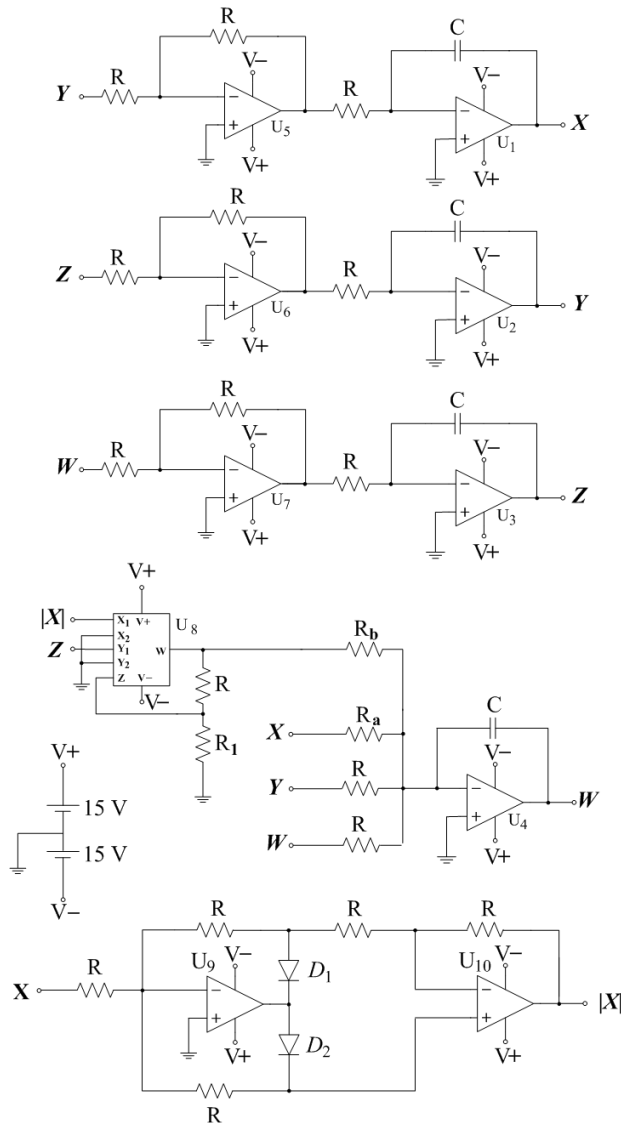 R
C
R
V−
R
V−
Y
−
+
U5
−
+
U1
X
V+
V+
R
C
R
V−
R
V−
Z
−
+
U6
−
+
U2
Y
V+
V+
R
C
R
V−
R
V−
W
−
+
U7
−
+
U3
Z
V+
V+
V+
|X|
X1 V+
U8
X2
Z
Y1
W
Rb
Y2
Z V−
V−
R
X
Ra
C
R1
V−
V+
Y
R
−
+
W
15 V
U4
W
R
V+
15 V
V−
R
R
R
R
U9
V−
D1
U10
V−
X
−
+
−
+
|X|
V+
D2
V+
R